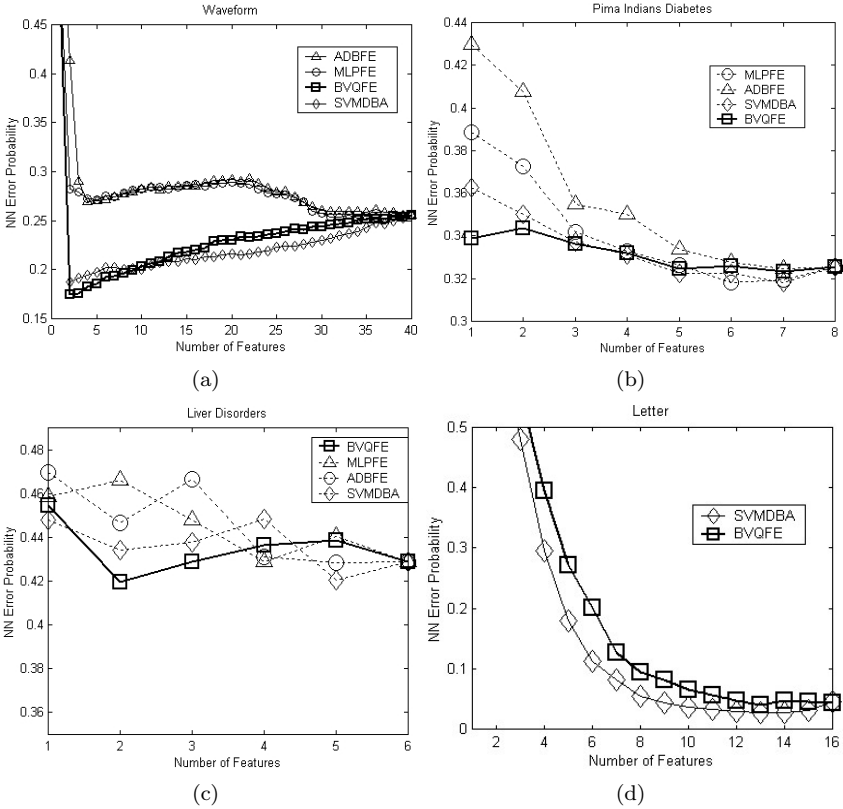 Waveform
0.45
0.4
0.35
0.3
0.25
0.2
0.15
NN Error Probability
ADBFE
MLPFE
BVQFE
SVMDBA
0 5 10 15 20 25 30 35 40
Number of Features
(a)
Pima Indians Diabetes
0.44
0.42
0.4
0.38
0.36
0.34
0.32
0.3
NN Error Probability
MLPFE
ADBFE
SVMDBA
BVQFE
1 2 3 4 5 6 7 8
Number of Features
(b)
Liver Disorders
0.48
0.46
0.44
0.42
0.4
0.38
0.36
NN Error Probability
BVQFE
MLPFE
ADBFE
SVMDBA
1 2 3 4 5 6
Number of Features
(c)
Letter
0.5
0.4
0.3
0.2
0.1
0
NN Error Probability
SVMDBA
BVQFE
2 4 6 8 10 12 14 16
Number of Features
(d)